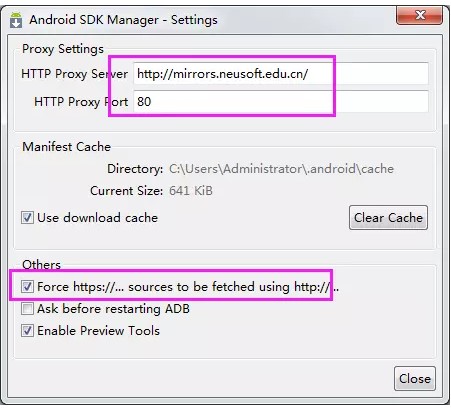 Android SDK Manager - Settings
Proxy Settings
HTTP Proxy Server http://mirrors.neusoft.edu.cn/
HTTP Proxy Port 80
Manifest Cache
Directory: C:\Users\Administrator\.android\cache
Current Size: 641 KiB
Use download cache Clear Cache
Others
Force https://... sources to be fetched using http://...
Ask before restarting ADB
Enable Preview Tools
Close